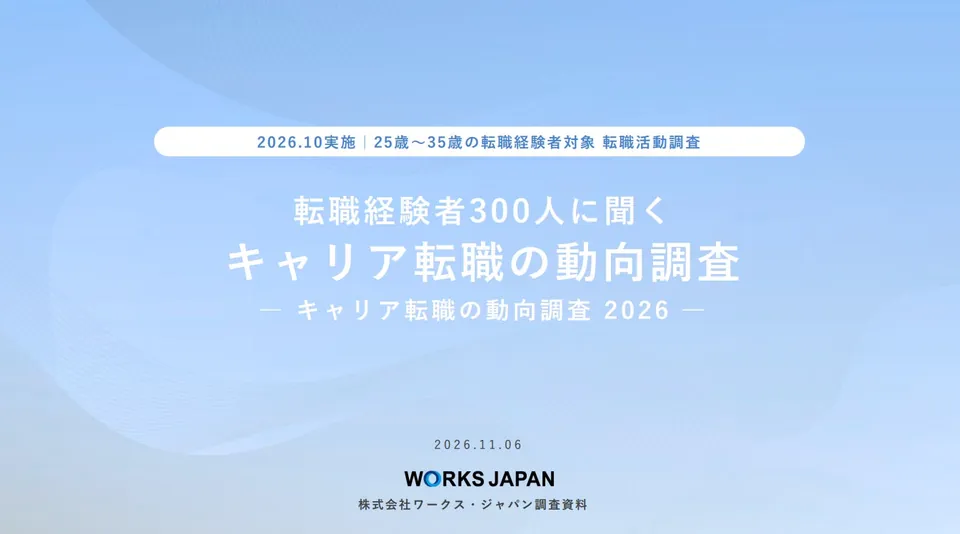 2026.10実施｜25歳～35歳の転職経験者対象 転職活動調査
転職経験者300人に聞く
キャリア転職の動向調査
― キャリア転職の動向調査 2026 ―
2026.11.06
WORKS JAPAN
株式会社ワークス・ジャパン調査資料